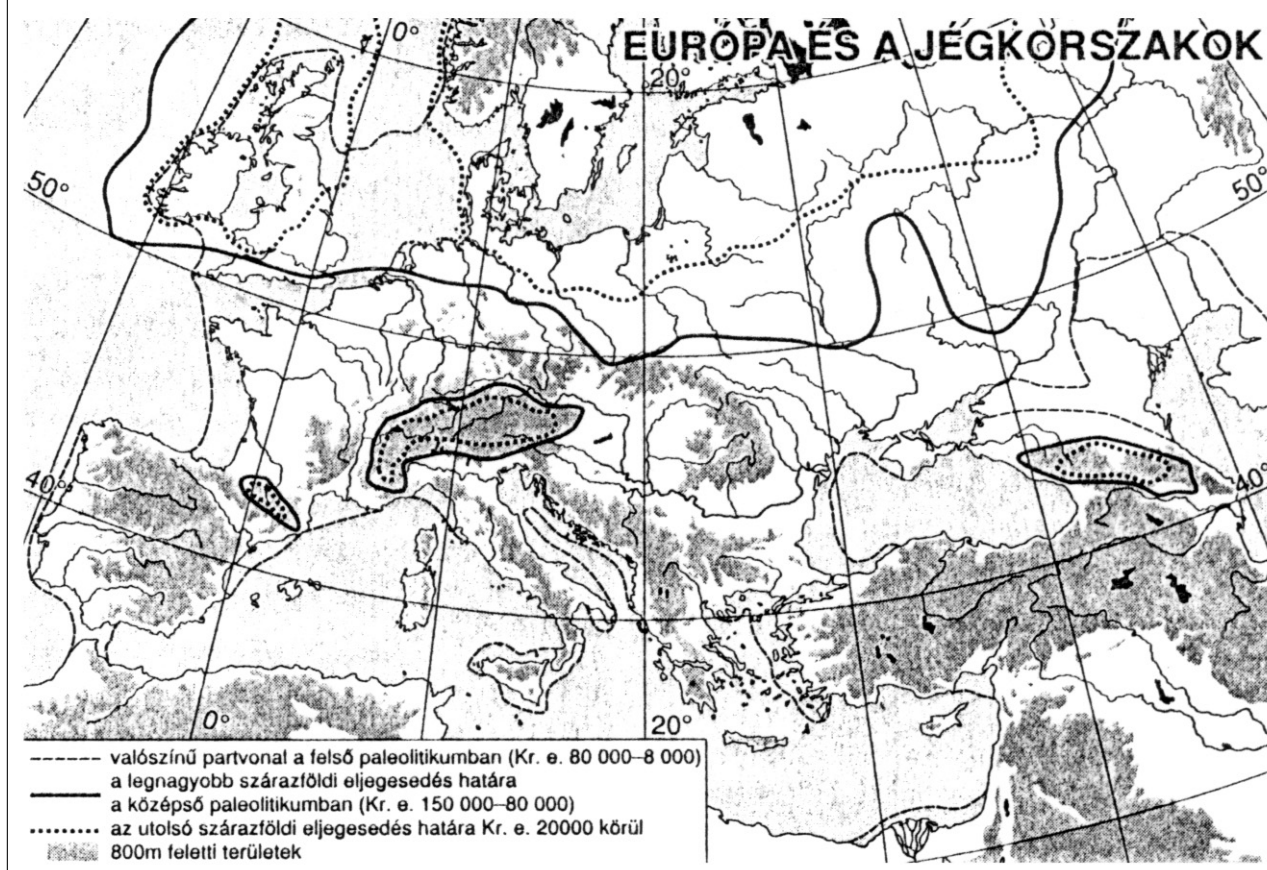 EURÓPA ÉS A JÉGKORSZAKOK
0°
20°
50°
50°
40°
40°
0°
20°
valószínű partvonal a felső paleolitikumban (Kr. e. 80 000–8 000)
a legnagyobb szárazföldi eljegesedés határa
a középső paleolitikumban (Kr. e. 150 000–80 000)
az utolsó szárazföldi eljegesedés határa Kr. e. 20000 körül
800m feletti területek